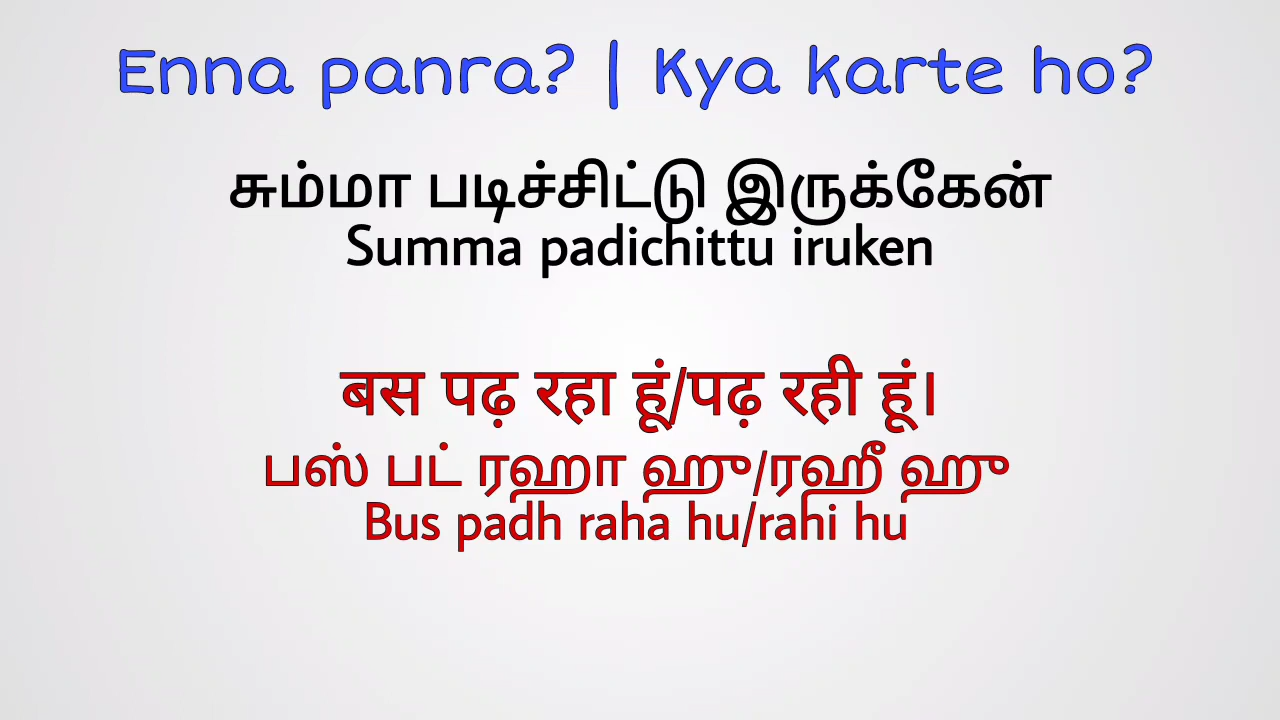 Enna panra? | Kya karte ho?
சும்மா படிச்சிட்டு இருக்கேன்
Summa padichittu iruken
बस पढ़ रहा हूं/पढ़ रही हूं।
பஸ் பட் ரஹா ஹு/ரஹீ ஹு
Bus padh raha hu/rahi hu